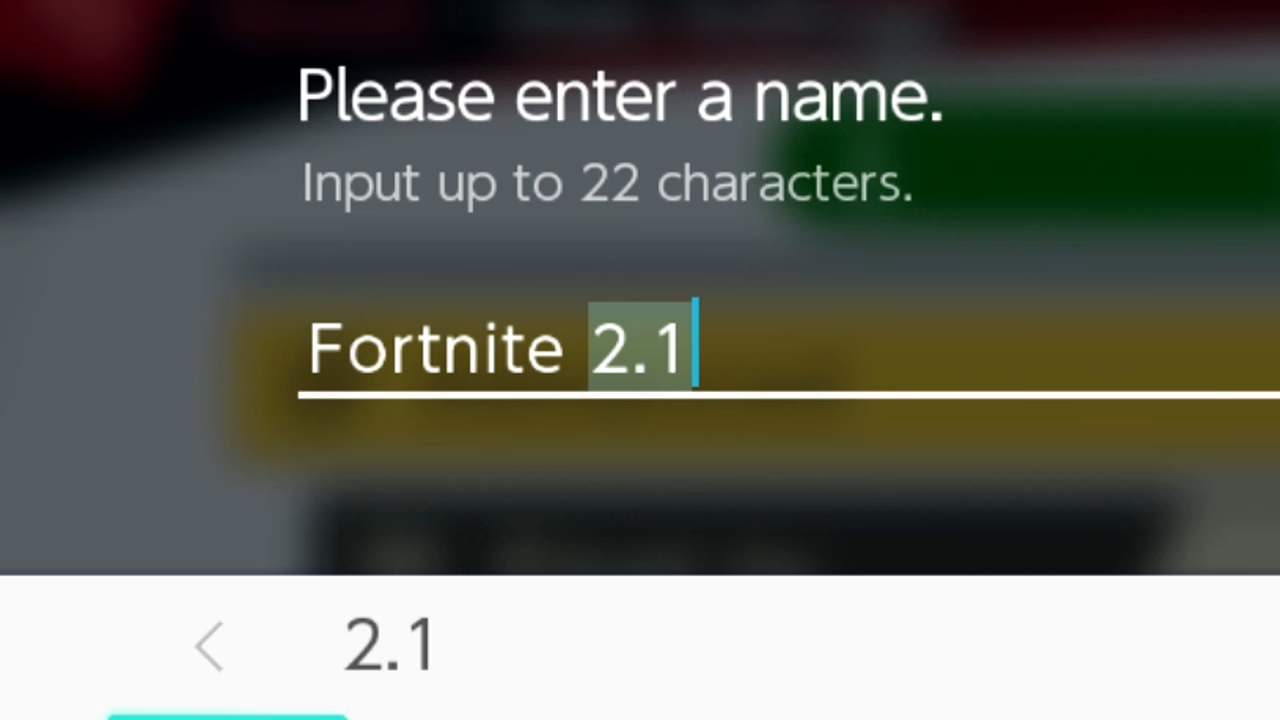 Please enter a name.
Input up to 22 characters.
Fortnite 2.1
2.1